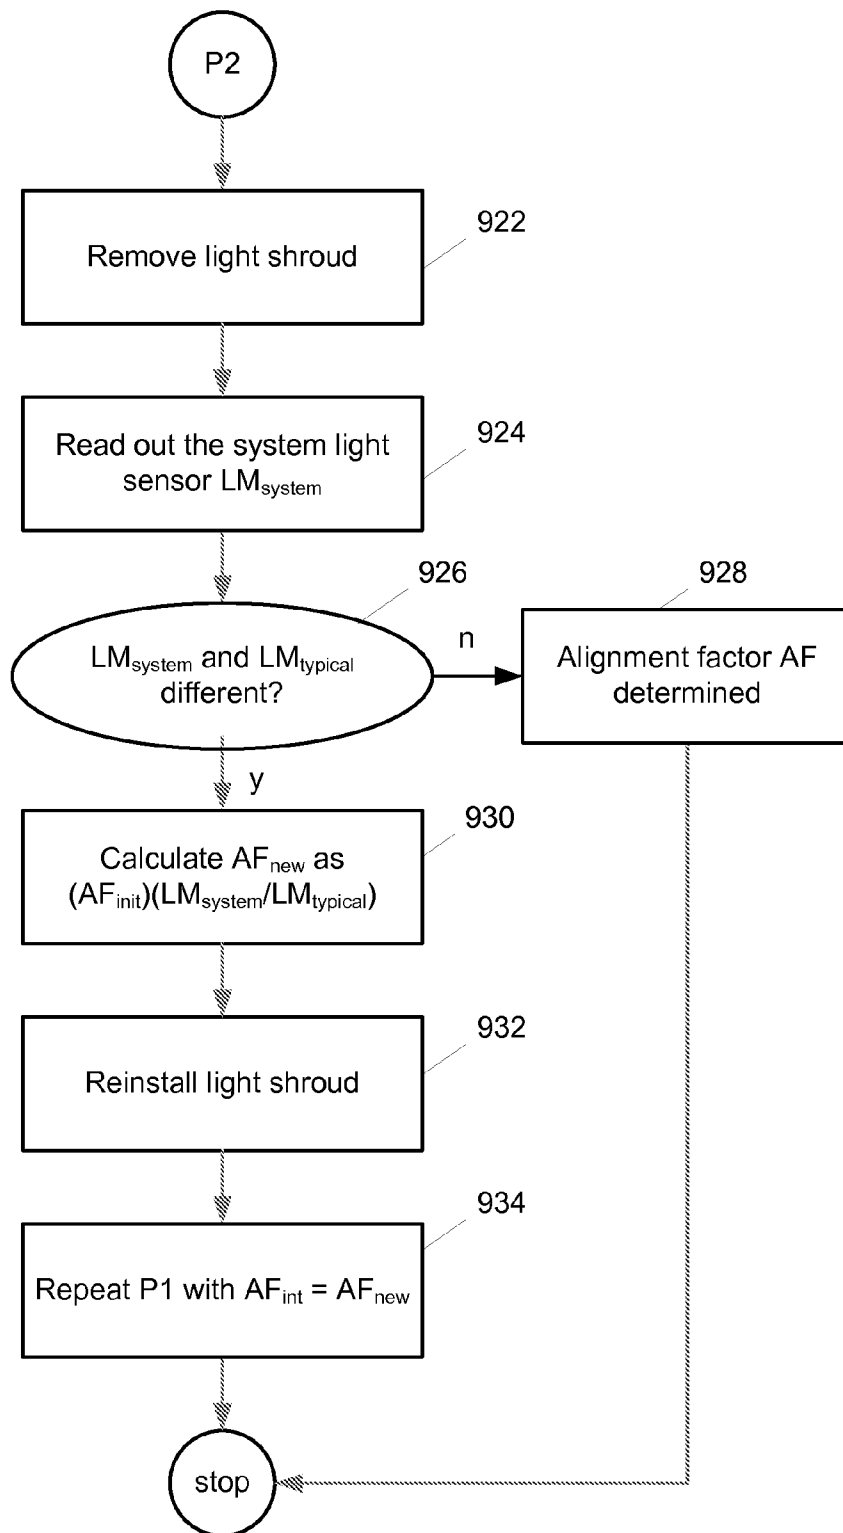 P2
Remove light shroud
922
Read out the system light
sensor LMsystem
924
926
LMsystem and LMtypical
different?
n
928
Alignment factor AF
determined
y
930
Calculate AFnew as
(AFinit)(LMsystem/LMtypical)
932
Reinstall light shroud
934
Repeat P1 with AFint = AFnew
stop